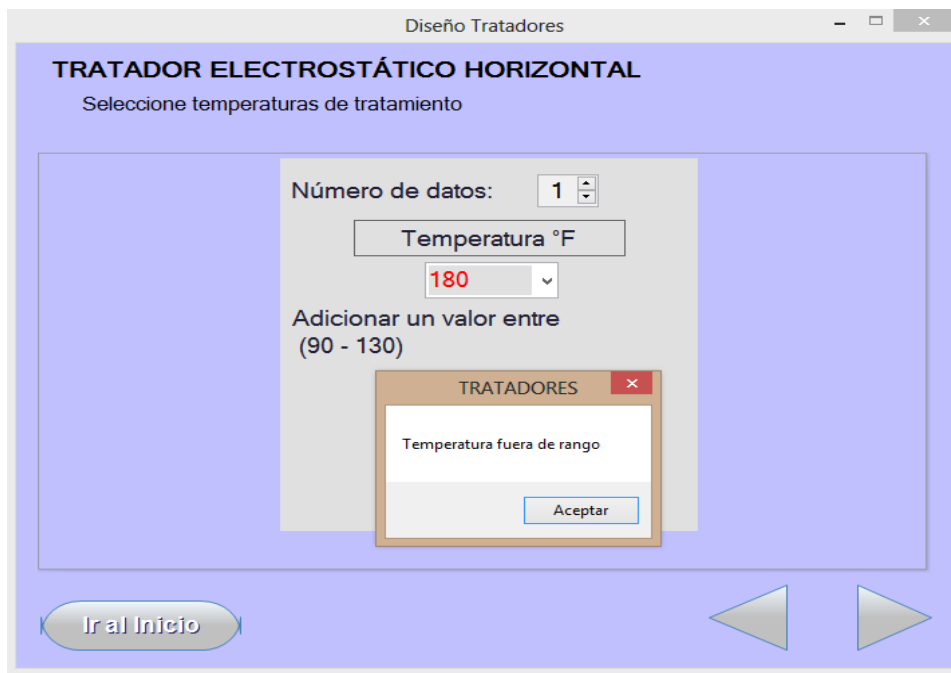 Diseño Tratadores
TRATADOR ELECTROSTÁTICO HORIZONTAL
Seleccione temperaturas de tratamiento
Número de datos: 1
Temperatura °F
180
Adicionar un valor entre
(90 - 130)
TRATADORES
Temperatura fuera de rango
Aceptar
Ir al Inicio